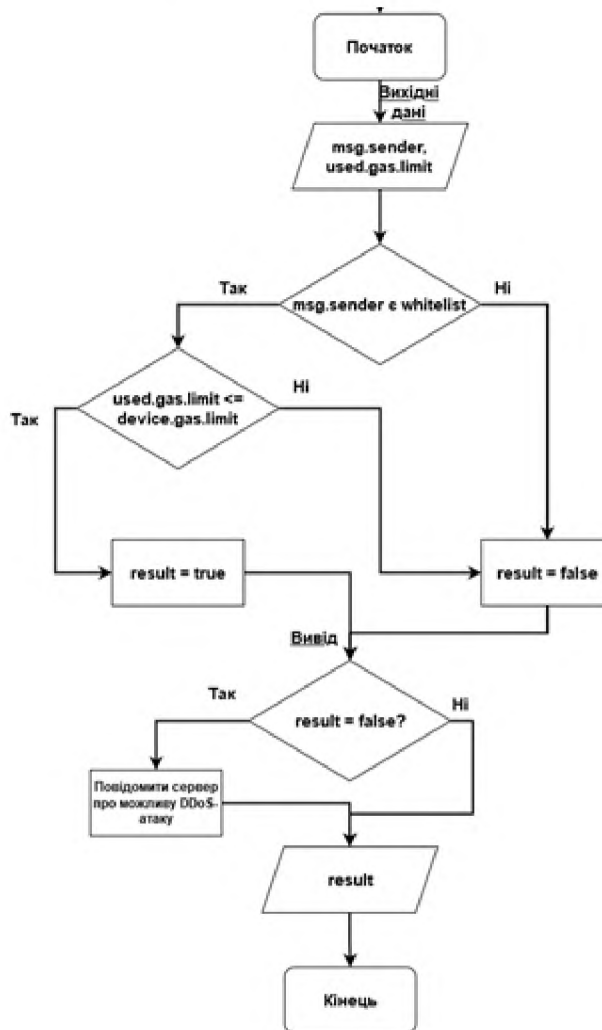 Початок
Вихідні
дані
msg.sender,
used.gas.limit
Так
Ні
msg.sender є whitelist
used.gas.limit <=
device.gas.limit
Ні
Так
result = true
result = false
Вивід
Так
Ні
result = false?
Повідомити сервер
про можливу DDoS-
атаку
result
Кінець